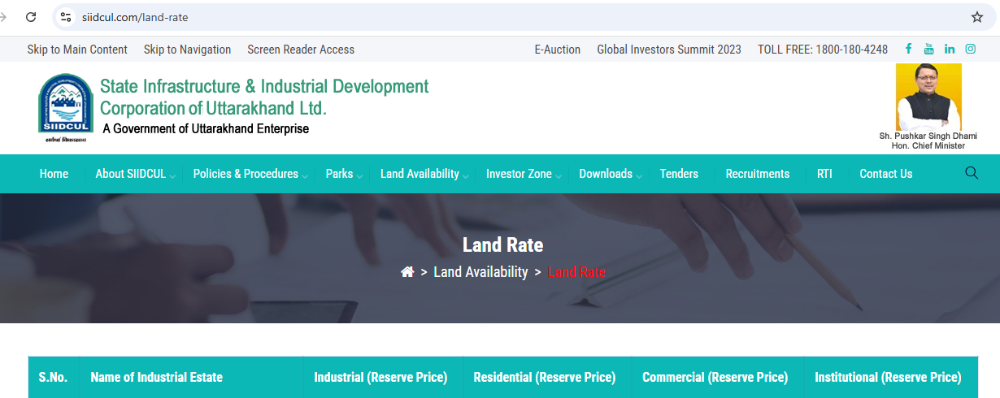 siidcul.com/land-rate
Skip to Main Content Skip to Navigation Screen Reader Access E-Auction Global Investors Summit 2023 TOLL FREE: 1800-180-4248
State Infrastructure & Industrial Development
Corporation of Uttarakhand Ltd.
A Government of Uttarakhand Enterprise
SIIDCUL
Sh. Pushkar Singh Dhami
Hon. Chief Minister
Home About SIIDCUL Policies & Procedures Parks Land Availability Investor Zone Downloads Tenders Recruitments RTI Contact Us
Land Rate
> Land Availability > Land Rate
S.No. Name of Industrial Estate Industrial (Reserve Price) Residential (Reserve Price) Commercial (Reserve Price) Institutional (Reserve Price)